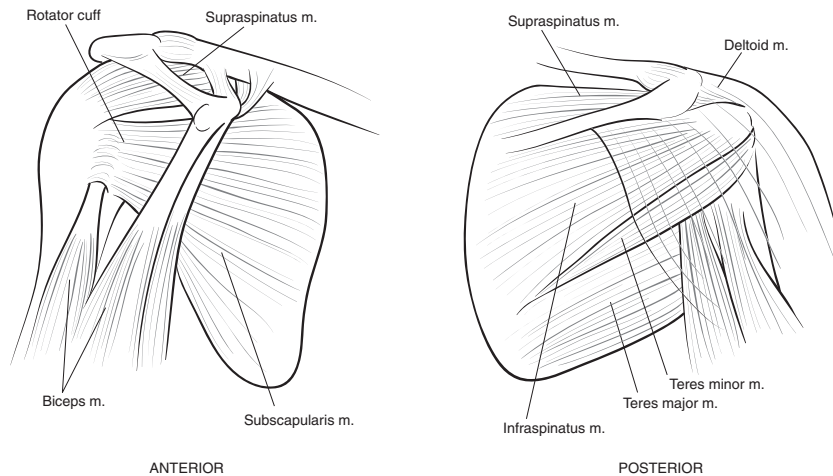 Rotator cuff
Supraspinatus m.
Biceps m.
Subscapularis m.
ANTERIOR
Supraspinatus m.
Deltoid m.
Teres minor m.
Teres major m.
Infraspinatus m.
POSTERIOR